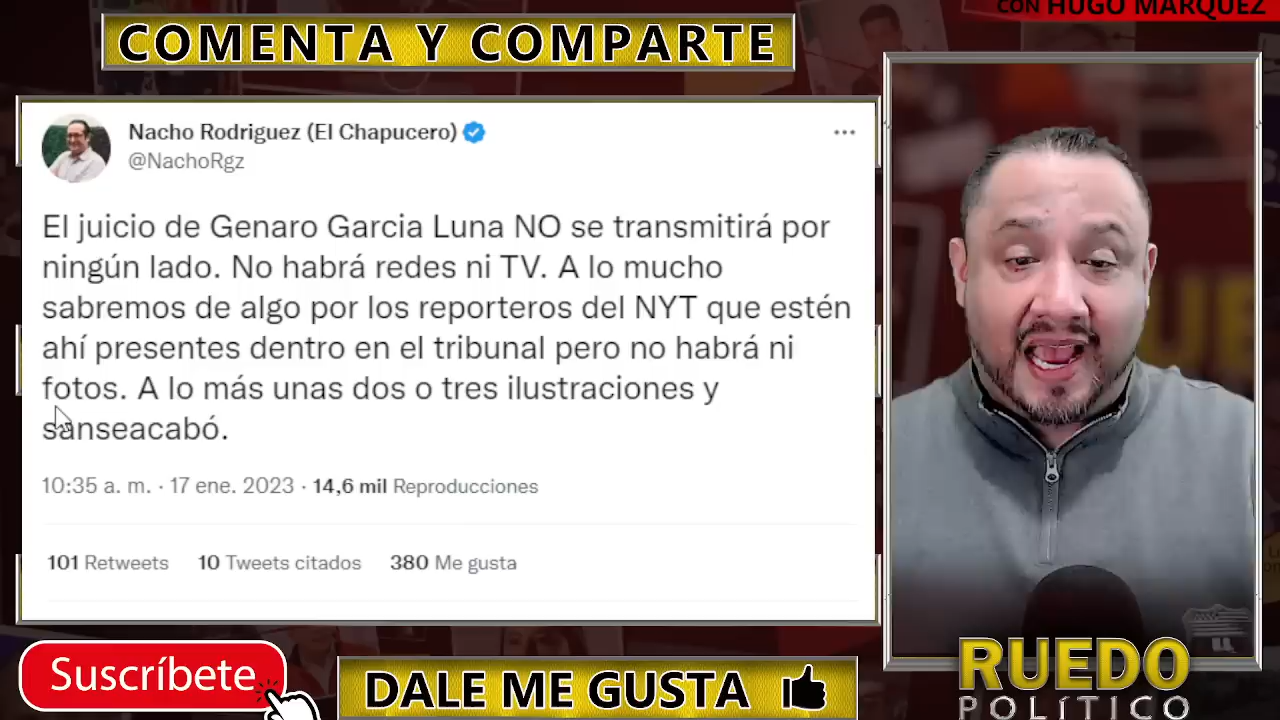 COMENTA Y COMPARTE
CON HUGO MÁRQUEZ
Nacho Rodriguez (El Chapucero)
@NachoRgz
El juicio de Genaro Garcia Luna NO se transmitirá por
ningún lado. No habrá redes ni TV. A lo mucho
sabremos de algo por los reporteros del NYT que estén
ahí presentes dentro en el tribunal pero no habrá ni
fotos. A lo más unas dos o tres ilustraciones y
sanseacabó.
10:35 a. m. · 17 ene. 2023 · 14,6 mil Reproducciones
101 Retweets 10 Tweets citados 380 Me gusta
Suscríbete
DALE ME GUSTA
RUEDO
POLÍTICO